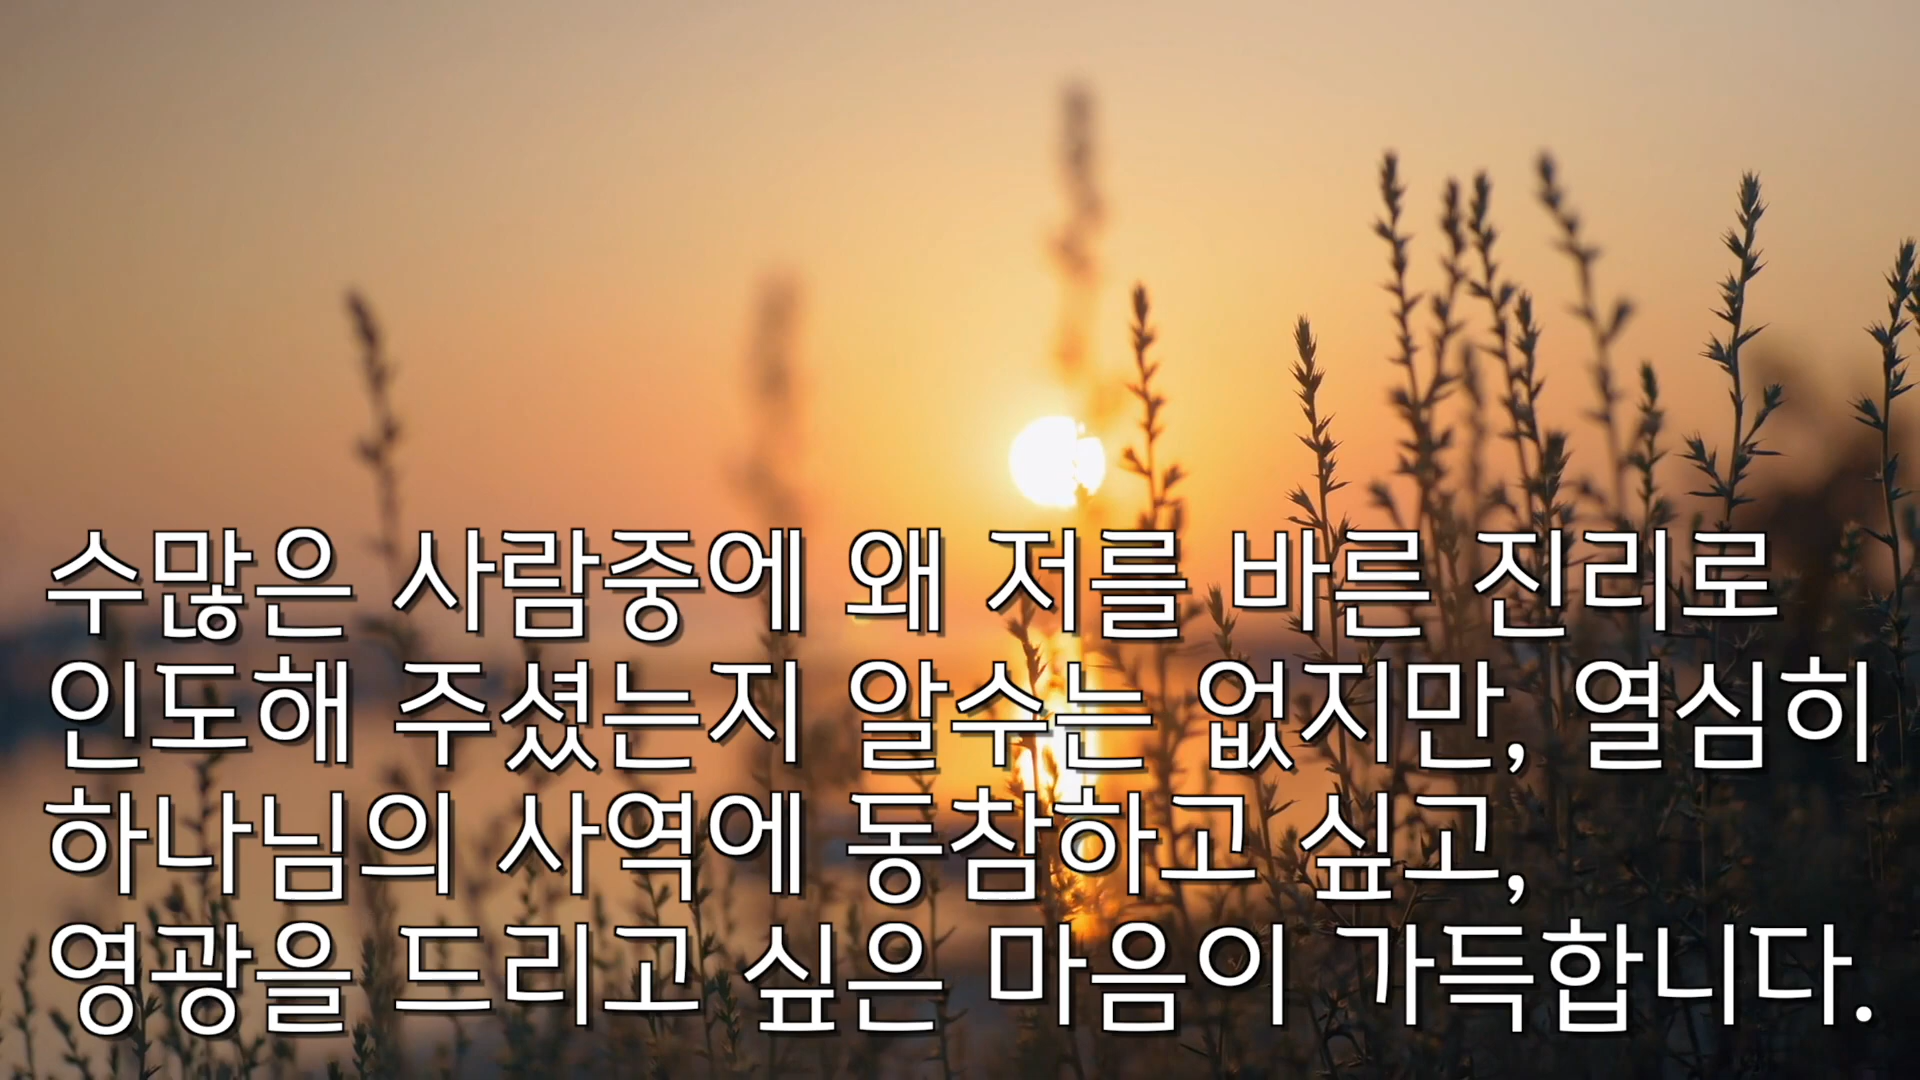 수많은 사람중에 왜 저를 바른 진리로
인도해 주셨는지 알수는 없지만, 열심히
하나님의 사역에 동참하고 싶고,
영광을 드리고 싶은 마음이 가득합니다.